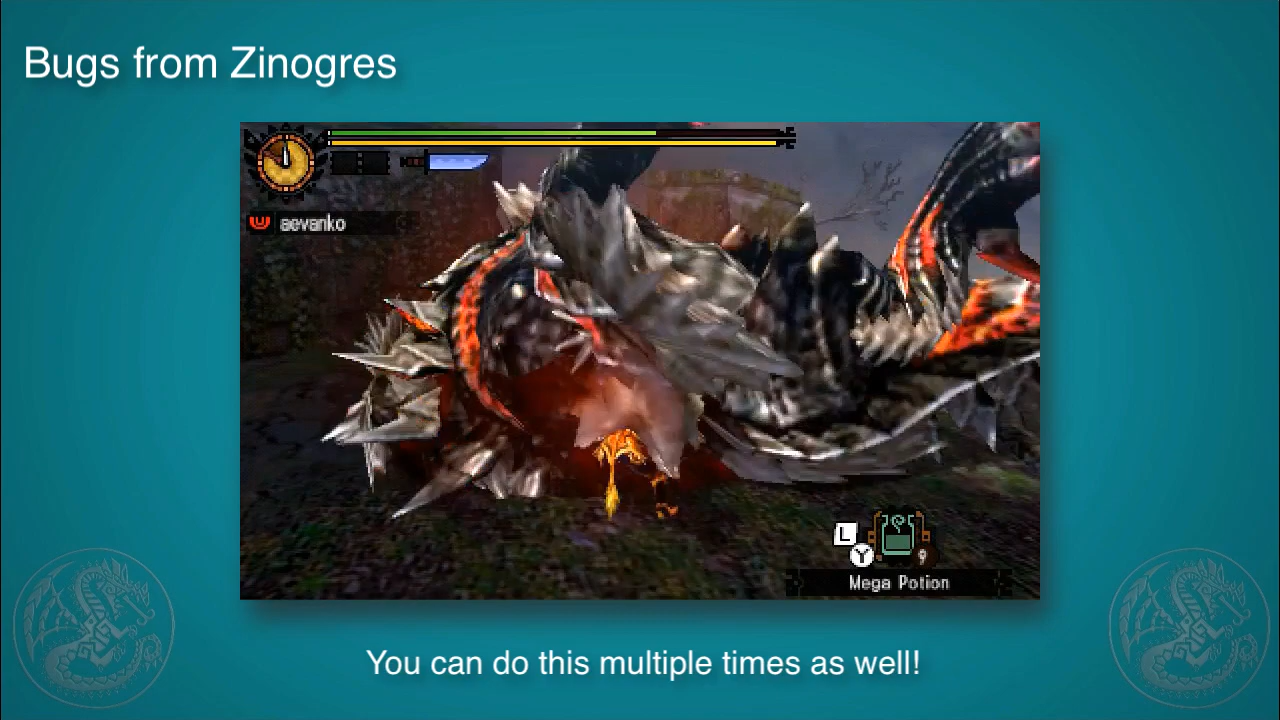 Bugs from Zinogres
aevanko
L
Y
9
Mega Potion
You can do this multiple times as well!